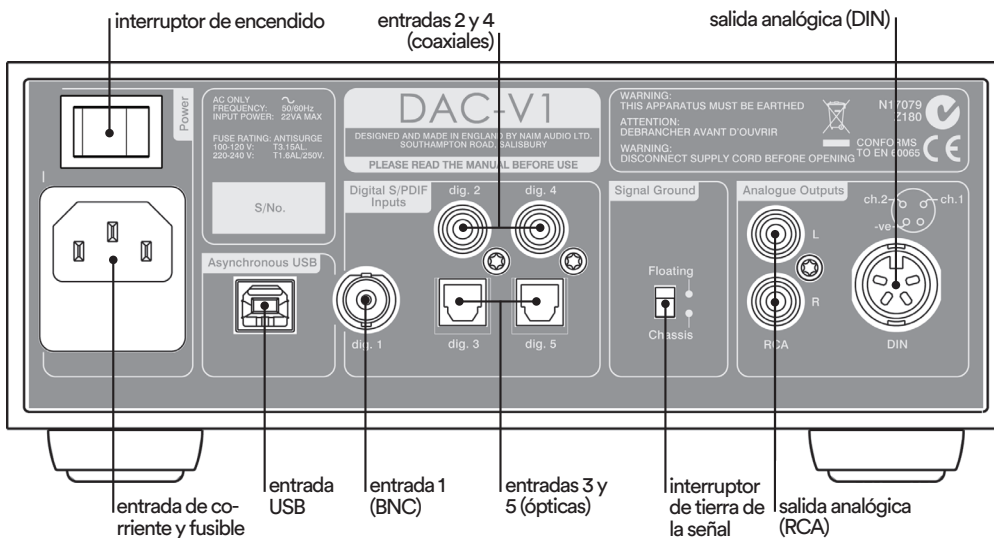 interruptor de encendido
entradas 2 y 4
(coaxiales)
salida analógica (DIN)
Power
AC ONLY
FREQUENCY: 50/60Hz
INPUT POWER: 22VA MAX
FUSE RATING: ANTISURGE
100-120 V: T3.15AL.
220-240 V: T1.6AL/250V.
S/No.
DAC-V1
DESIGNED AND MADE IN ENGLAND BY NAIM AUDIO LTD.
SOUTHAMPTON ROAD, SALISBURY
PLEASE READ THE MANUAL BEFORE USE
WARNING:
THIS APPARATUS MUST BE EARTHED
ATTENTION:
DEBRANCHER AVANT D'OUVRIR
WARNING:
DISCONNECT SUPPLY CORD BEFORE OPENING
N17079
Z180
CONFORMS
TO EN 60065
CE
Digital S/PDIF
Inputs
dig. 2
dig. 4
Signal Ground
Analogue Outputs
ch.2
ch.1
-ve
L
Asynchronous USB
Floating
R
dig. 1
dig. 3
dig. 5
Chassis
RCA
DIN
I
entrada de co-
rriente y fusible
entrada
USB
entrada 1
(BNC)
entradas 3 y
5 (ópticas)
interruptor
de tierra de
la señal
salida analógica
(RCA)